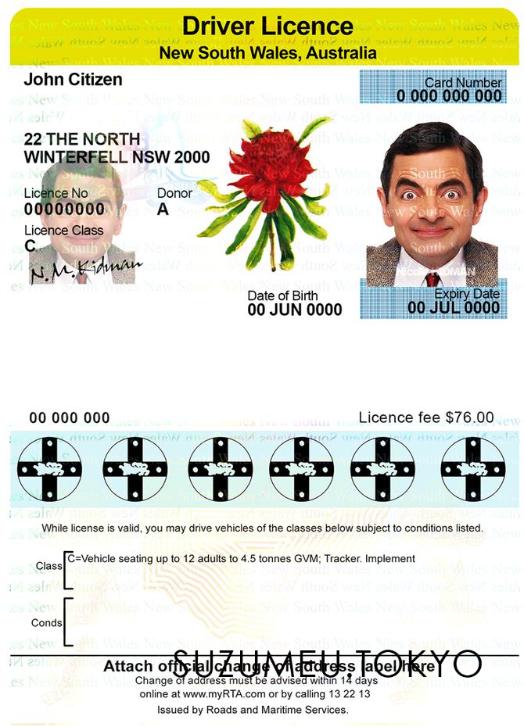 Driver Licence
New South Wales, Australia
John Citizen
Card Number
0 000 000 000
22 THE NORTH
WINTERFELL NSW 2000
Licence No
00000000
Donor
A
Licence Class
C
N.M.Kidman
Nicole KIDMAN
Date of Birth
00 JUN 0000
Expiry Date
00 JUL 0000
00 000 000
Licence fee $76.00
While license is valid, you may drive vehicles of the classes below subject to conditions listed.
Class
C=Vehicle seating up to 12 adults to 4.5 tonnes GVM; Tracker. Implement
Conds
SUZUMEU TOKYO
Attach official change of address label here
Change of address must be advised within 14 days
online at www.myRTA.com or by calling 13 22 13
Issued by Roads and Maritime Services.